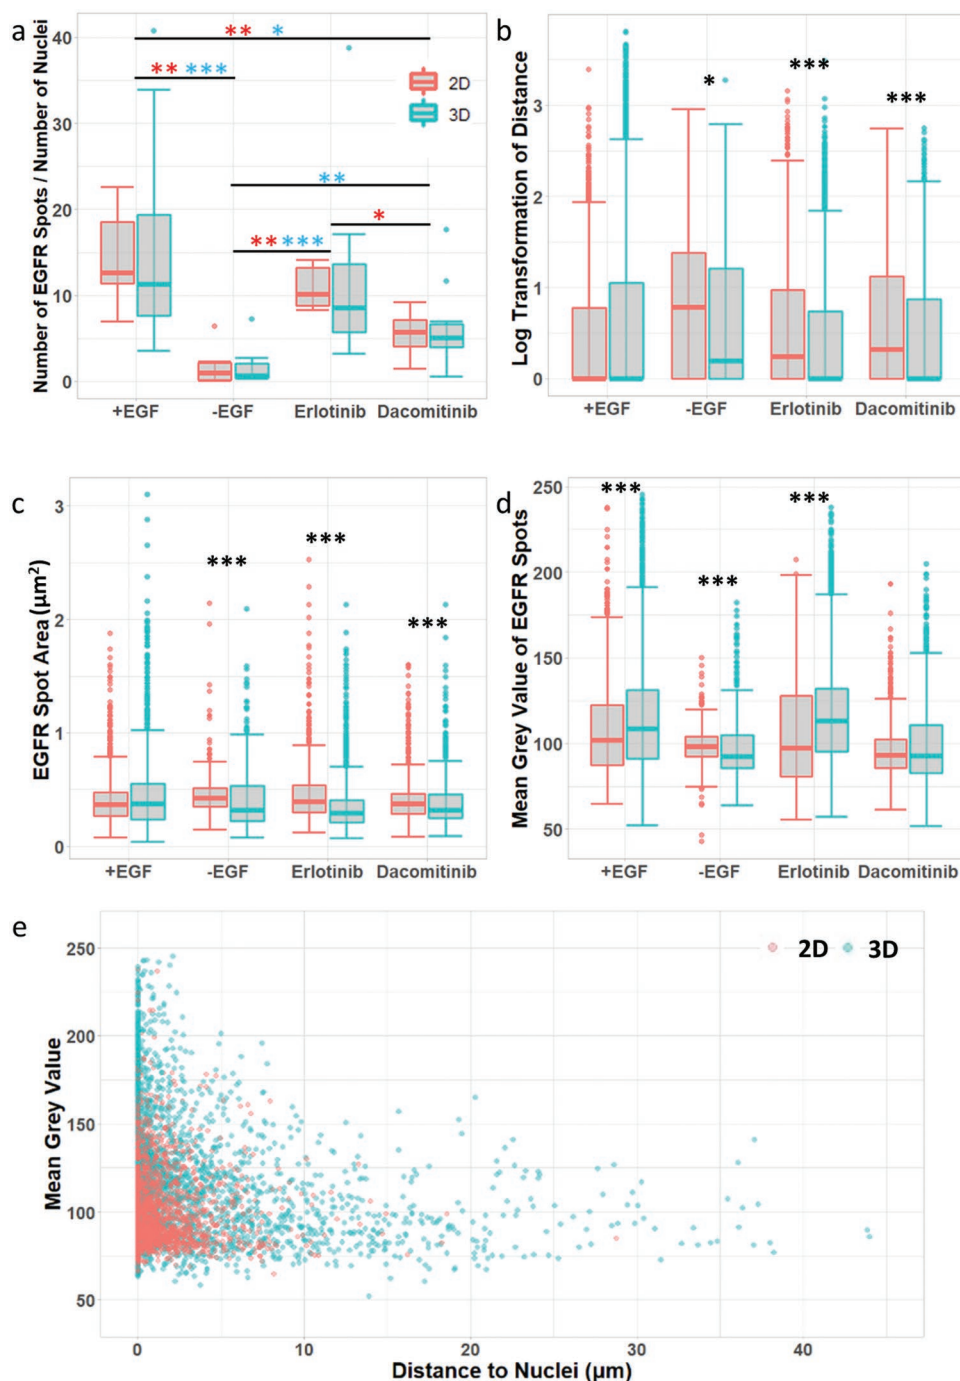 a
Number of EGFR Spots / Number of Nuclei
40
30
20
10
0
** *
** ***
**
*
** ***
2D
3D
+EGF -EGF Erlotinib Dacomitinib
b
Log Transformation of Distance
3
2
1
0
*
***
***
+EGF -EGF Erlotinib Dacomitinib
c
EGFR Spot Area (μm²)
3
2
1
0
***
***
***
+EGF -EGF Erlotinib Dacomitinib
d
Mean Grey Value of EGFR Spots
250
200
150
100
50
***
***
***
+EGF -EGF Erlotinib Dacomitinib
e
Mean Grey Value
250
200
150
100
50
2D 3D
0 10 20 30 40
Distance to Nuclei (μm)